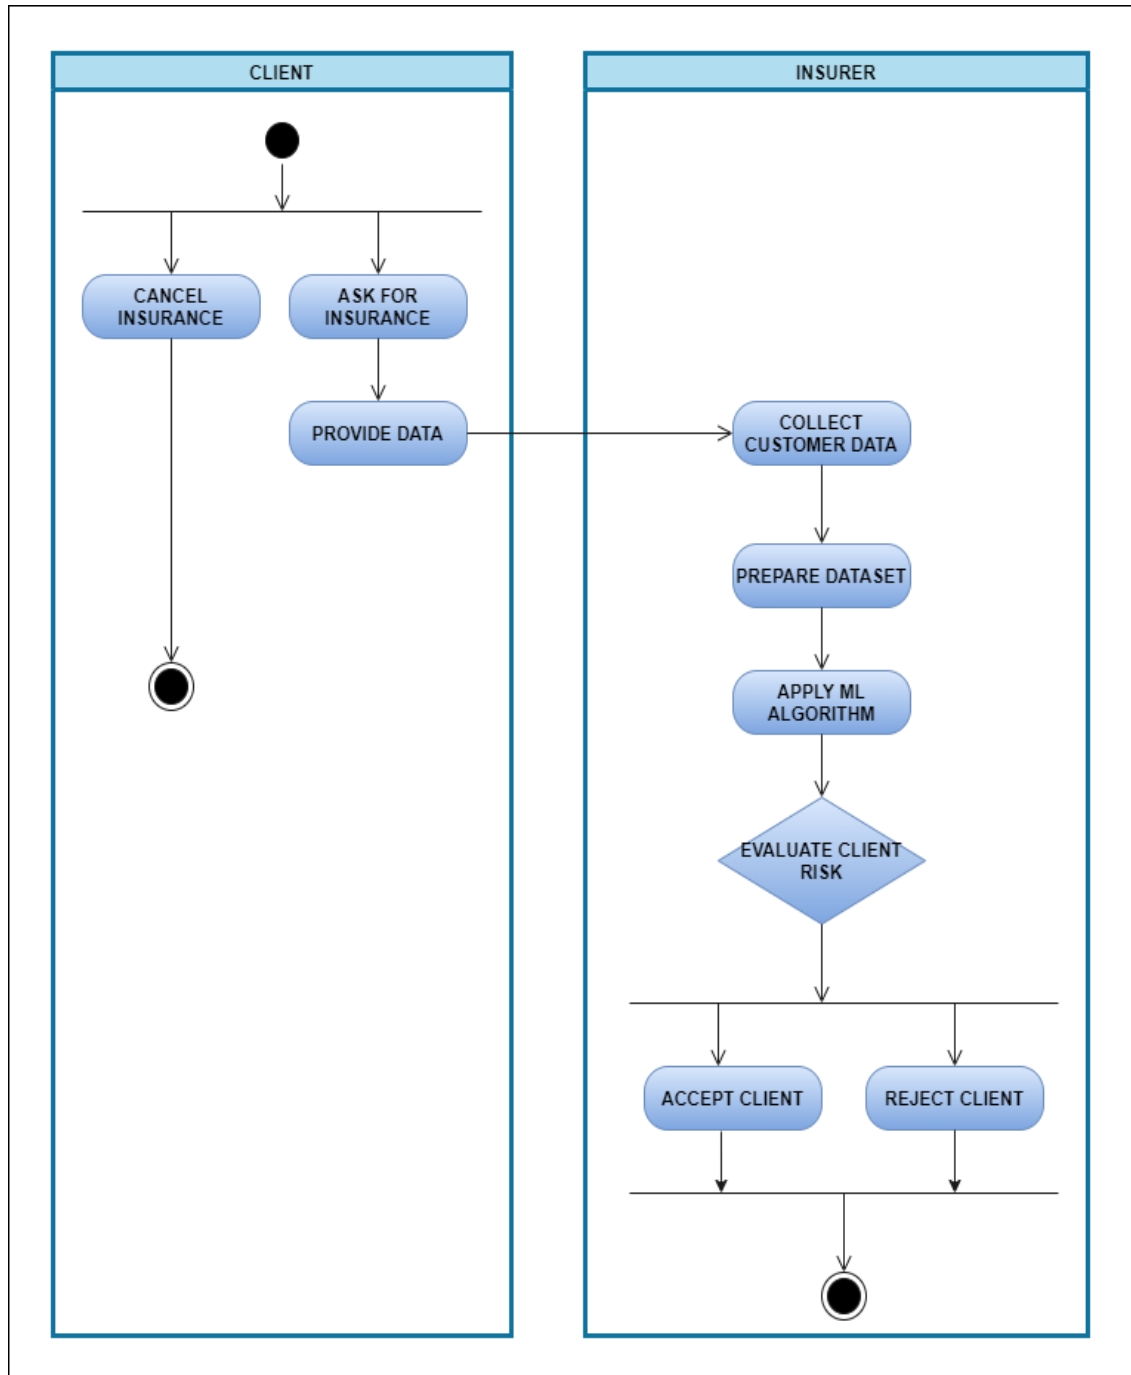 CLIENT
INSURER
CANCEL
INSURANCE
ASK FOR
INSURANCE
PROVIDE DATA
COLLECT
CUSTOMER DATA
PREPARE DATASET
APPLY ML
ALGORITHM
EVALUATE CLIENT
RISK
ACCEPT CLIENT
REJECT CLIENT